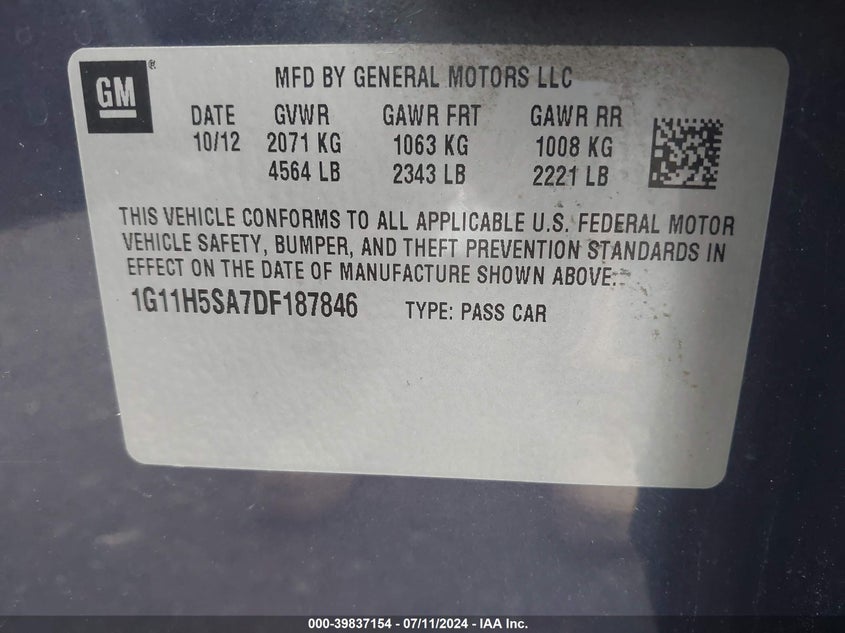 GM®
MFD BY GENERAL MOTORS LLC
DATE GVWR GAWR FRT GAWR RR
10/12 2071 KG 1063 KG 1008 KG
4564 LB 2343 LB 2221 LB
THIS VEHICLE CONFORMS TO ALL APPLICABLE U.S. FEDERAL MOTOR
VEHICLE SAFETY, BUMPER, AND THEFT PREVENTION STANDARDS IN
EFFECT ON THE DATE OF MANUFACTURE SHOWN ABOVE.
1G11H5SA7DF187846 TYPE: PASS CAR
000-39837154 - 07/11/2024 - IAA Inc.